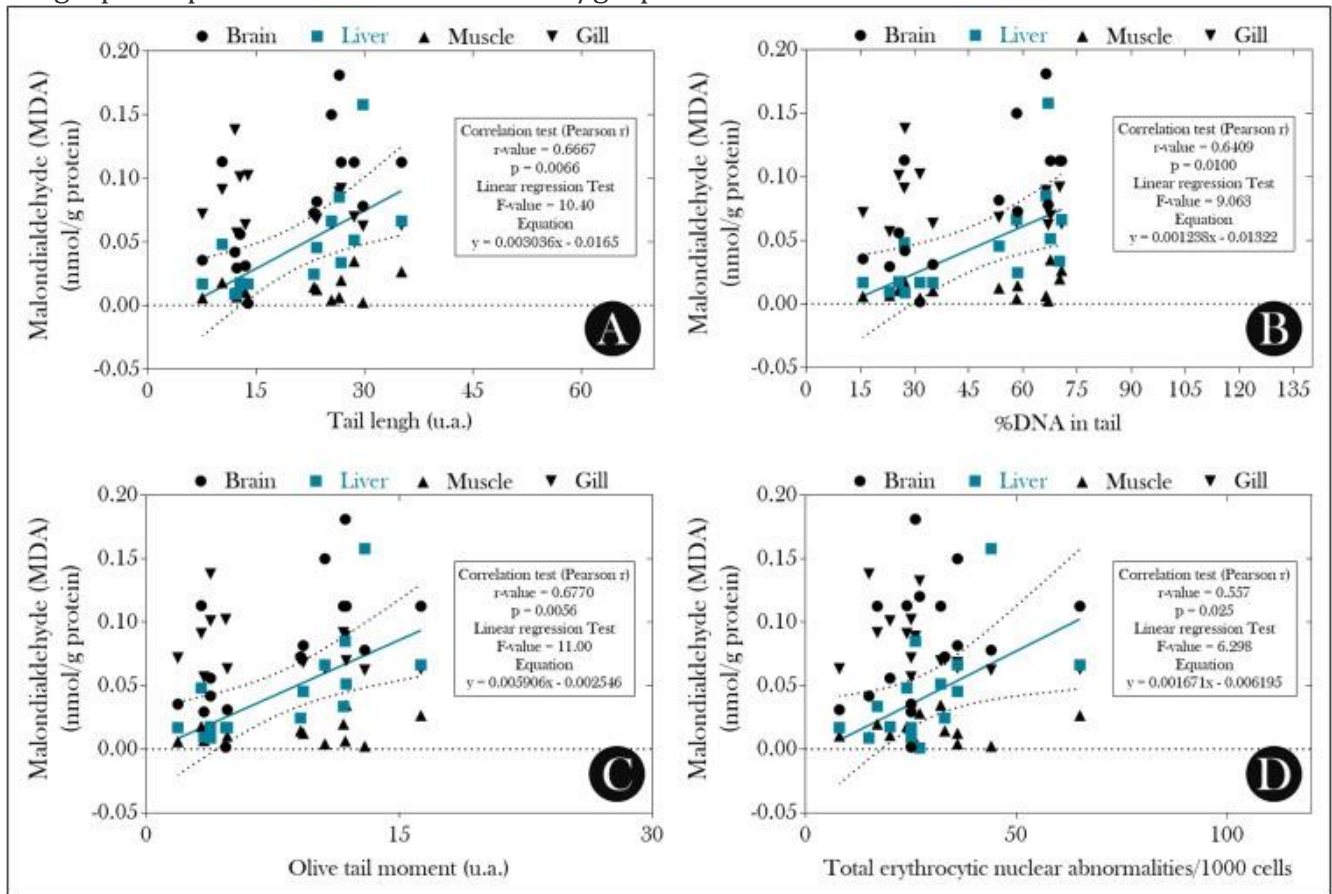 ● Brain ■ Liver ▲ Muscle ▼ Gill
Malondialdehyde (MDA)
(nmol/g protein)
0.20
0.15
0.10
0.05
0.00
-0.05
Correlation test (Pearson r)
r-value = 0.6667
p = 0.0066
Linear regression Test
F-value = 10.40
Equation
y = 0.003036x - 0.0165
A
0 15 30 45 60
Tail lengh (u.a.)
● Brain ■ Liver ▲ Muscle ▼ Gill
Malondialdehyde (MDA)
(nmol/g protein)
0.20
0.15
0.10
0.05
0.00
-0.05
Correlation test (Pearson r)
r-value = 0.6409
p = 0.0100
Linear regression Test
F-value = 9.063
Equation
y = 0.001238x - 0.01322
B
0 15 30 45 60 75 90 105 120 135
%DNA in tail
● Brain ■ Liver ▲ Muscle ▼ Gill
Malondialdehyde (MDA)
(nmol/g protein)
0.20
0.15
0.10
0.05
0.00
-0.05
Correlation test (Pearson r)
r-value = 0.6770
p = 0.0056
Linear regression Test
F-value = 11.00
Equation
y = 0.005906x - 0.002546
C
0 15 30
Olive tail moment (u.a.)
● Brain ■ Liver ▲ Muscle ▼ Gill
Malondialdehyde (MDA)
(nmol/g protein)
0.20
0.15
0.10
0.05
0.00
-0.05
Correlation test (Pearson r)
r-value = 0.557
p = 0.025
Linear regression Test
F-value = 6.298
Equation
y = 0.001671x - 0.006195
D
0 50 100
Total erythrocytic nuclear abnormalities/1000 cells